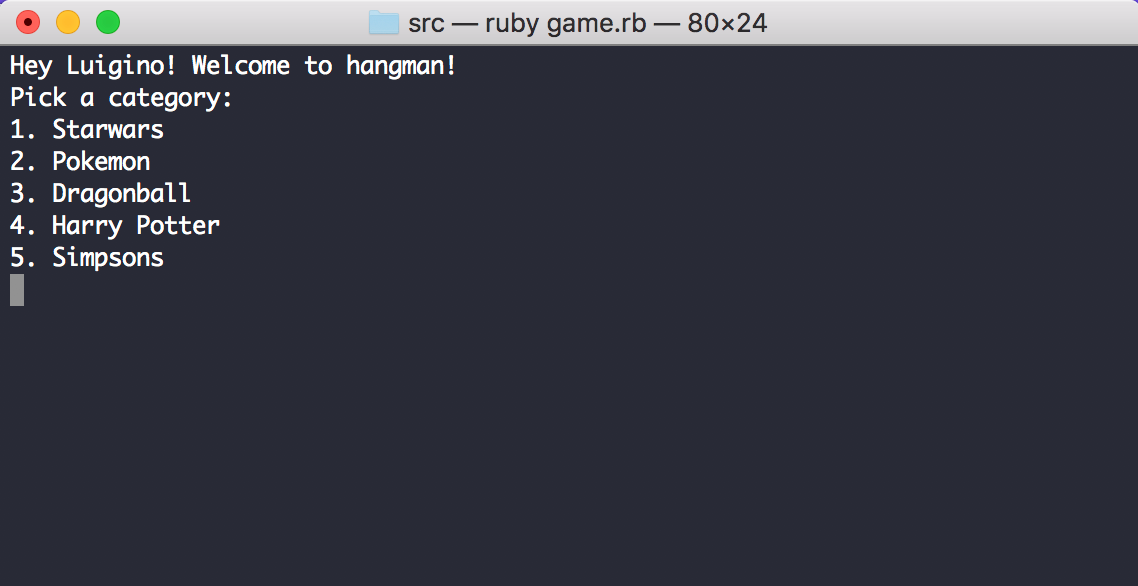 src — ruby game.rb — 80×24
Hey Luigino! Welcome to hangman!
Pick a category:
1. Starwars
2. Pokemon
3. Dragonball
4. Harry Potter
5. Simpsons